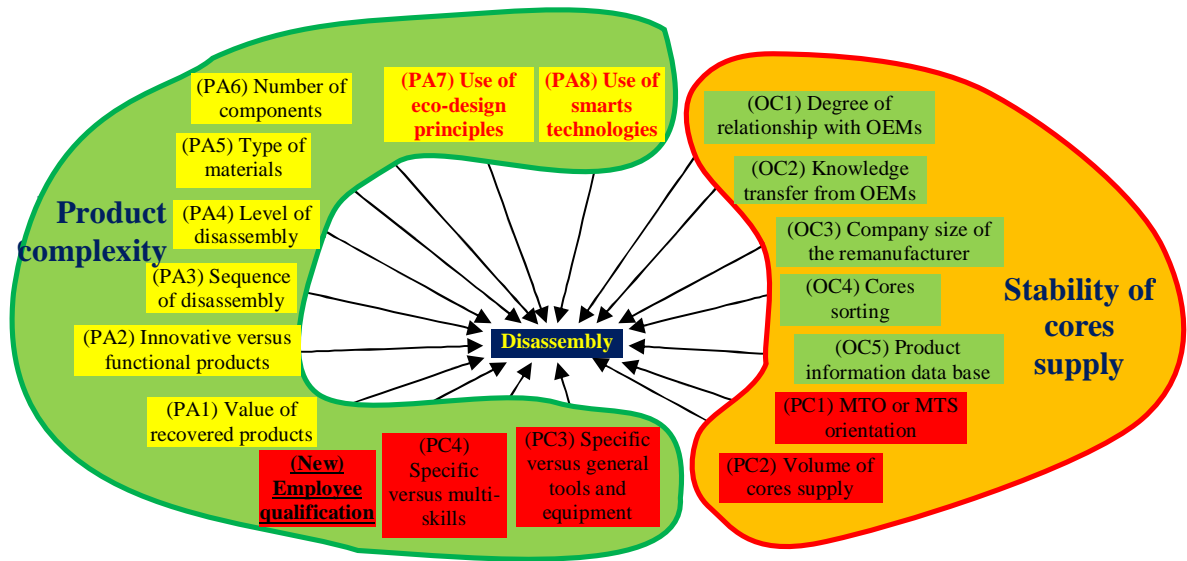 (PA6) Number of
components
(PA7) Use of
eco-design
principles
(PA8) Use of
smarts
technologies
(OC1) Degree of
relationship with OEMs
(PA5) Type of
materials
(OC2) Knowledge
transfer from OEMs
Product
complexity
(PA4) Level of
disassembly
(OC3) Company size of
the remanufacturer
(PA3) Sequence
of disassembly
(OC4) Cores
sorting
Stability of
cores
supply
(PA2) Innovative versus
functional products
Disassembly
(OC5) Product
information data base
(PA1) Value of
recovered products
(PC1) MTO or MTS
orientation
(New)
Employee
qualification
(PC4)
Specific
versus multi-
skills
(PC3) Specific
versus general
tools and
equipment
(PC2) Volume of
cores supply